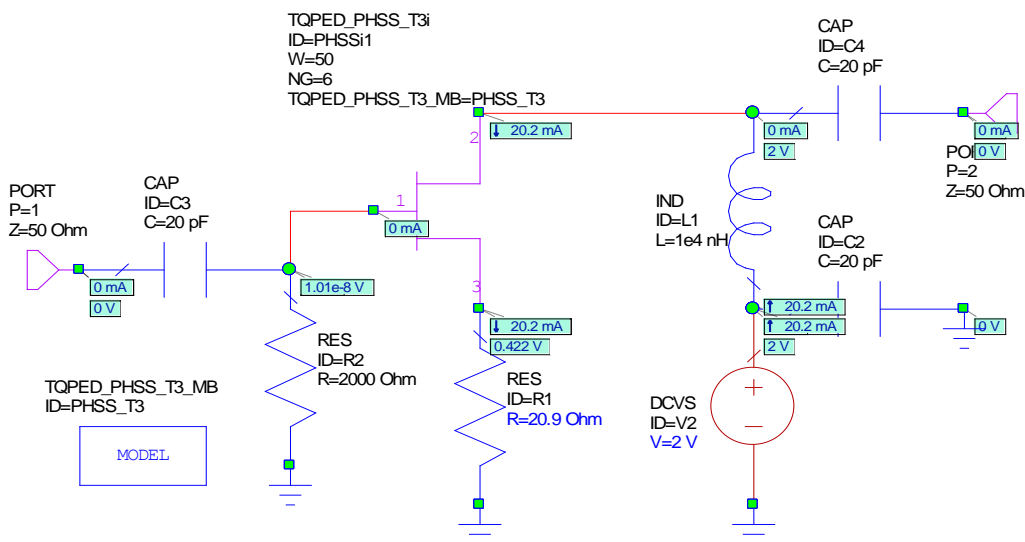 TQPED_PHSS_T3i
ID=PHSSi1
W=50
NG=6
TQPED_PHSS_T3_MB=PHSS_T3
CAP
ID=C4
C=20 pF
2
20.2 mA
0 mA
2 V
0 mA
0 V
PO
P=2
Z=50 Ohm
PORT
P=1
Z=50 Ohm
CAP
ID=C3
C=20 pF
1
0 mA
IND
ID=L1
L=1e4 nH
CAP
ID=C2
C=20 pF
0 mA
0 V
1.01e-8 V
3
20.2 mA
0.422 V
20.2 mA
20.2 mA
2 V
0 V
RES
ID=R2
R=2000 Ohm
RES
ID=R1
R=20.9 Ohm
TQPED_PHSS_T3_MB
ID=PHSS_T3
MODEL
DCVS
ID=V2
V=2 V